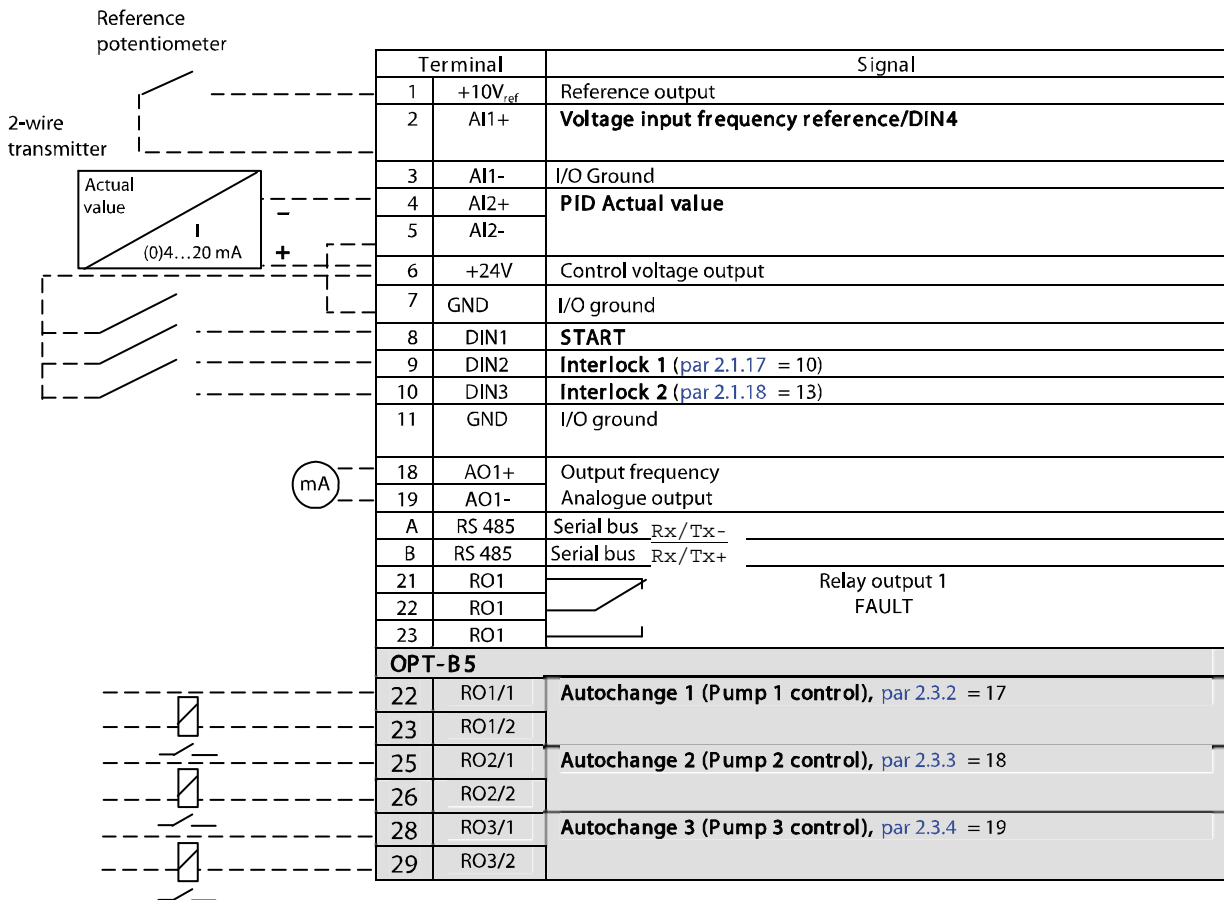 Reference
potentiometer
2-wire
transmitter
Actual
value
I
(0)4...20 mA
−
+
mA
Terminal Signal
1 +10Vref Reference output
2 AI1+ Voltage input frequency reference/DIN4
3 AI1- I/O Ground
4 AI2+ PID Actual value
5 AI2-
6 +24V Control voltage output
7 GND I/O ground
8 DIN1 START
9 DIN2 Interlock 1 (par 2.1.17 = 10)
10 DIN3 Interlock 2 (par 2.1.18 = 13)
11 GND I/O ground
18 AO1+ Output frequency
19 AO1- Analogue output
A RS 485 Serial bus Rx/Tx-
B RS 485 Serial bus Rx/Tx+
21 RO1 Relay output 1
22 RO1 FAULT
23 RO1
OPT-B5
22 RO1/1 Autochange 1 (Pump 1 control), par 2.3.2 = 17
23 RO1/2
25 RO2/1 Autochange 2 (Pump 2 control), par 2.3.3 = 18
26 RO2/2
28 RO3/1 Autochange 3 (Pump 3 control), par 2.3.4 = 19
29 RO3/2